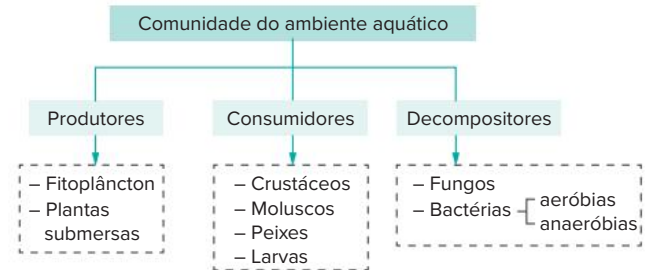 Comunidade do ambiente aquático
Produtores
Consumidores
Decompositores
– Fitoplâncton
– Plantas
submersas
– Crustáceos
– Moluscos
– Peixes
– Larvas
– Fungos
– Bactérias
aeróbias
anaeróbias